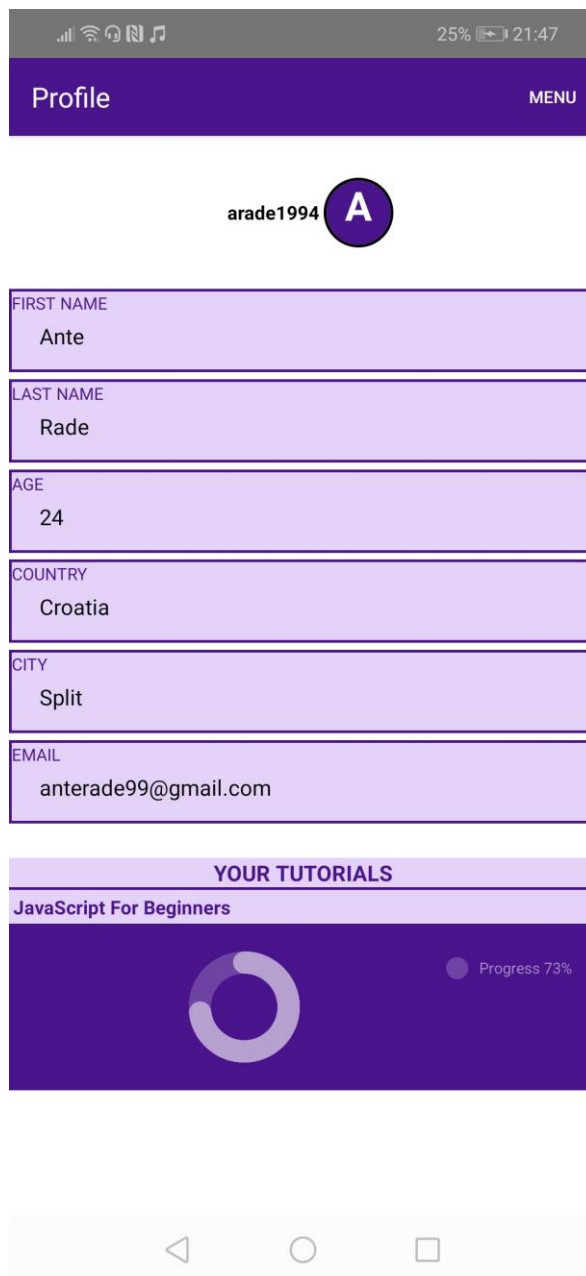 25% 21:47
Profile MENU
arade1994 A
FIRST NAME
Ante
LAST NAME
Rade
AGE
24
COUNTRY
Croatia
CITY
Split
EMAIL
anterade99@gmail.com
YOUR TUTORIALS
JavaScript For Beginners
Progress 73%